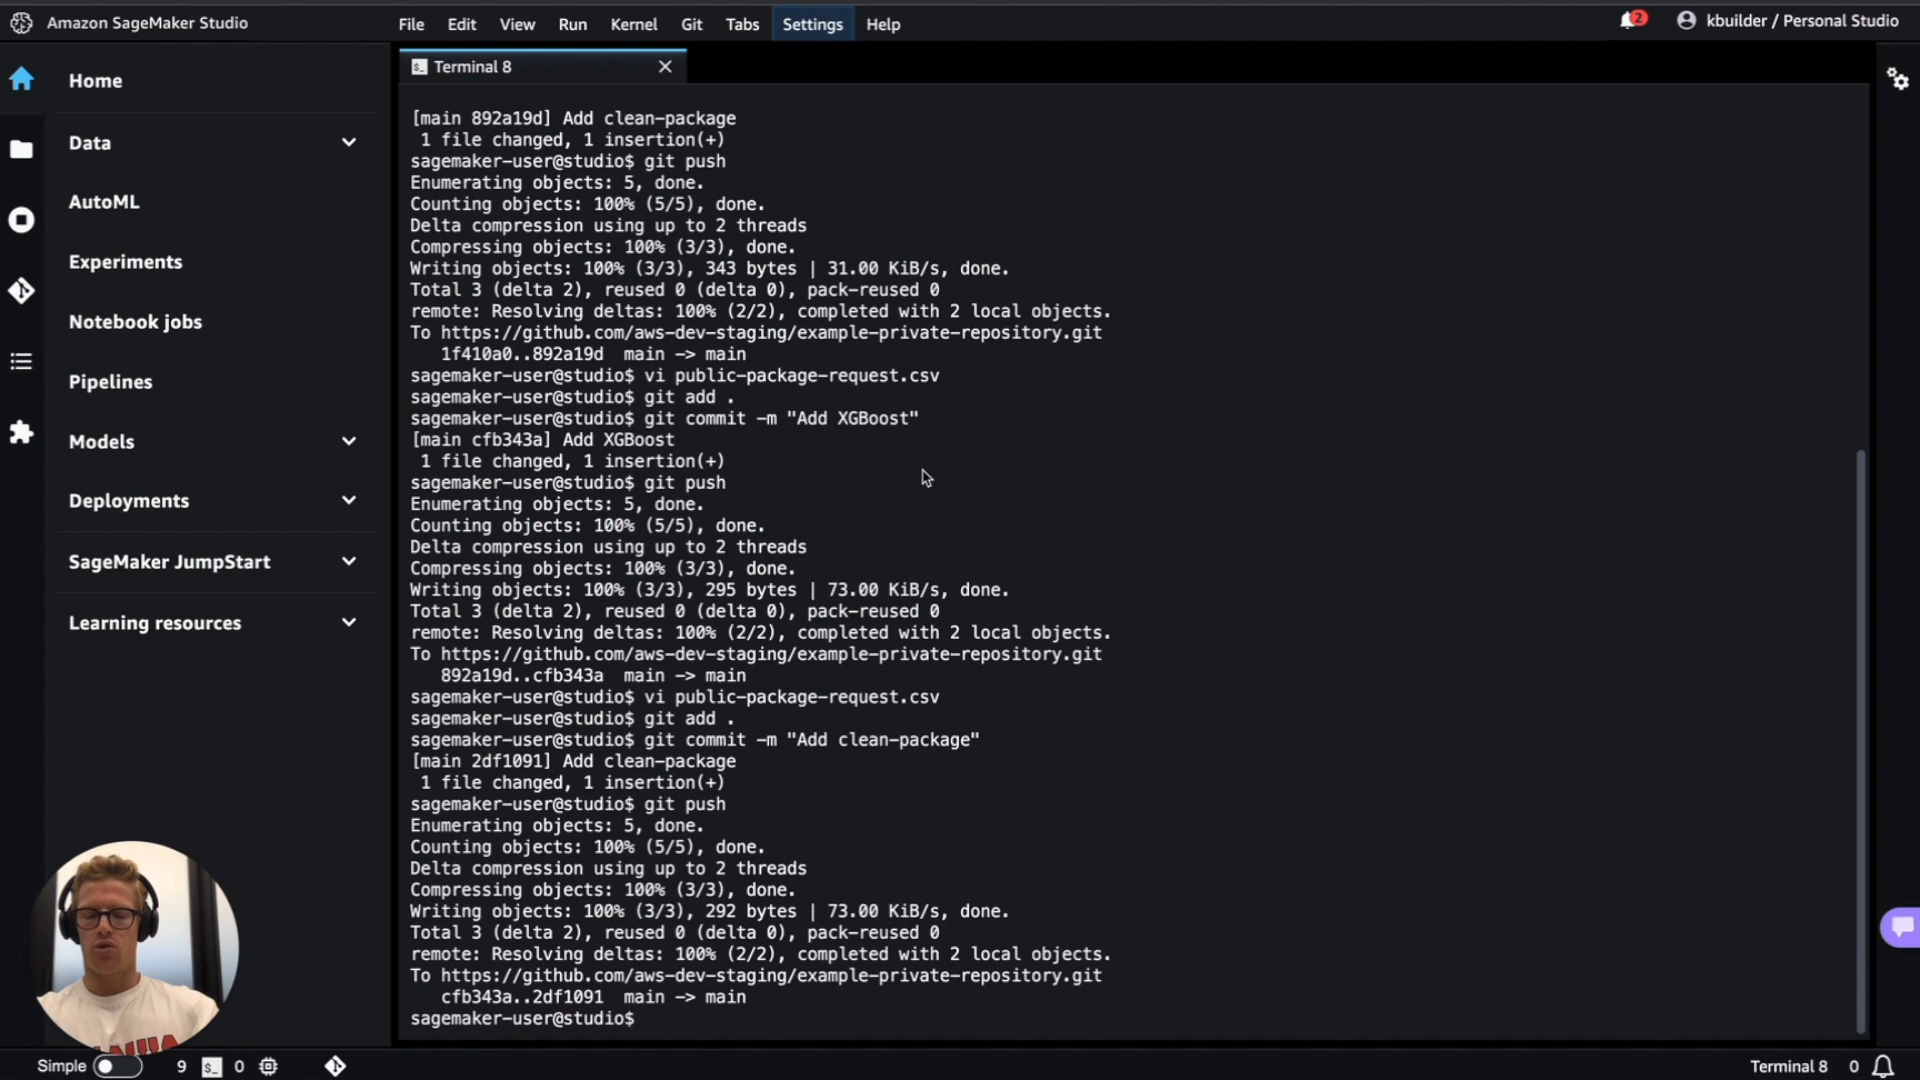 Amazon SageMaker Studio
File Edit View Run Kernel Git Tabs Settings Help
2
kbuilder / Personal Studio
Home
Data
AutoML
Experiments
Notebook jobs
Pipelines
Models
Deployments
SageMaker JumpStart
Learning resources
Terminal 8
[main 892a19d] Add clean-package
1 file changed, 1 insertion(+)
sagemaker-user@studio$ git push
Enumerating objects: 5, done.
Counting objects: 100% (5/5), done.
Delta compression using up to 2 threads
Compressing objects: 100% (3/3), done.
Writing objects: 100% (3/3), 343 bytes | 31.00 KiB/s, done.
Total 3 (delta 2), reused 0 (delta 0), pack-reused 0
remote: Resolving deltas: 100% (2/2), completed with 2 local objects.
To https://github.com/aws-dev-staging/example-private-repository.git
1f410a0..892a19d main -> main
sagemaker-user@studio$ vi public-package-request.csv
sagemaker-user@studio$ git add .
sagemaker-user@studio$ git commit -m "Add XGBoost"
[main cfb343a] Add XGBoost
1 file changed, 1 insertion(+)
sagemaker-user@studio$ git push
Enumerating objects: 5, done.
Counting objects: 100% (5/5), done.
Delta compression using up to 2 threads
Compressing objects: 100% (3/3), done.
Writing objects: 100% (3/3), 295 bytes | 73.00 KiB/s, done.
Total 3 (delta 2), reused 0 (delta 0), pack-reused 0
remote: Resolving deltas: 100% (2/2), completed with 2 local objects.
To https://github.com/aws-dev-staging/example-private-repository.git
892a19d..cfb343a main -> main
sagemaker-user@studio$ vi public-package-request.csv
sagemaker-user@studio$ git add .
sagemaker-user@studio$ git commit -m "Add clean-package"
[main 2df1091] Add clean-package
1 file changed, 1 insertion(+)
sagemaker-user@studio$ git push
Enumerating objects: 5, done.
Counting objects: 100% (5/5), done.
Delta compression using up to 2 threads
Compressing objects: 100% (3/3), done.
Writing objects: 100% (3/3), 292 bytes | 73.00 KiB/s, done.
Total 3 (delta 2), reused 0 (delta 0), pack-reused 0
remote: Resolving deltas: 100% (2/2), completed with 2 local objects.
To https://github.com/aws-dev-staging/example-private-repository.git
cfb343a..2df1091 main -> main
sagemaker-user@studio$
Simple 9 $_ 0
Terminal 8 0